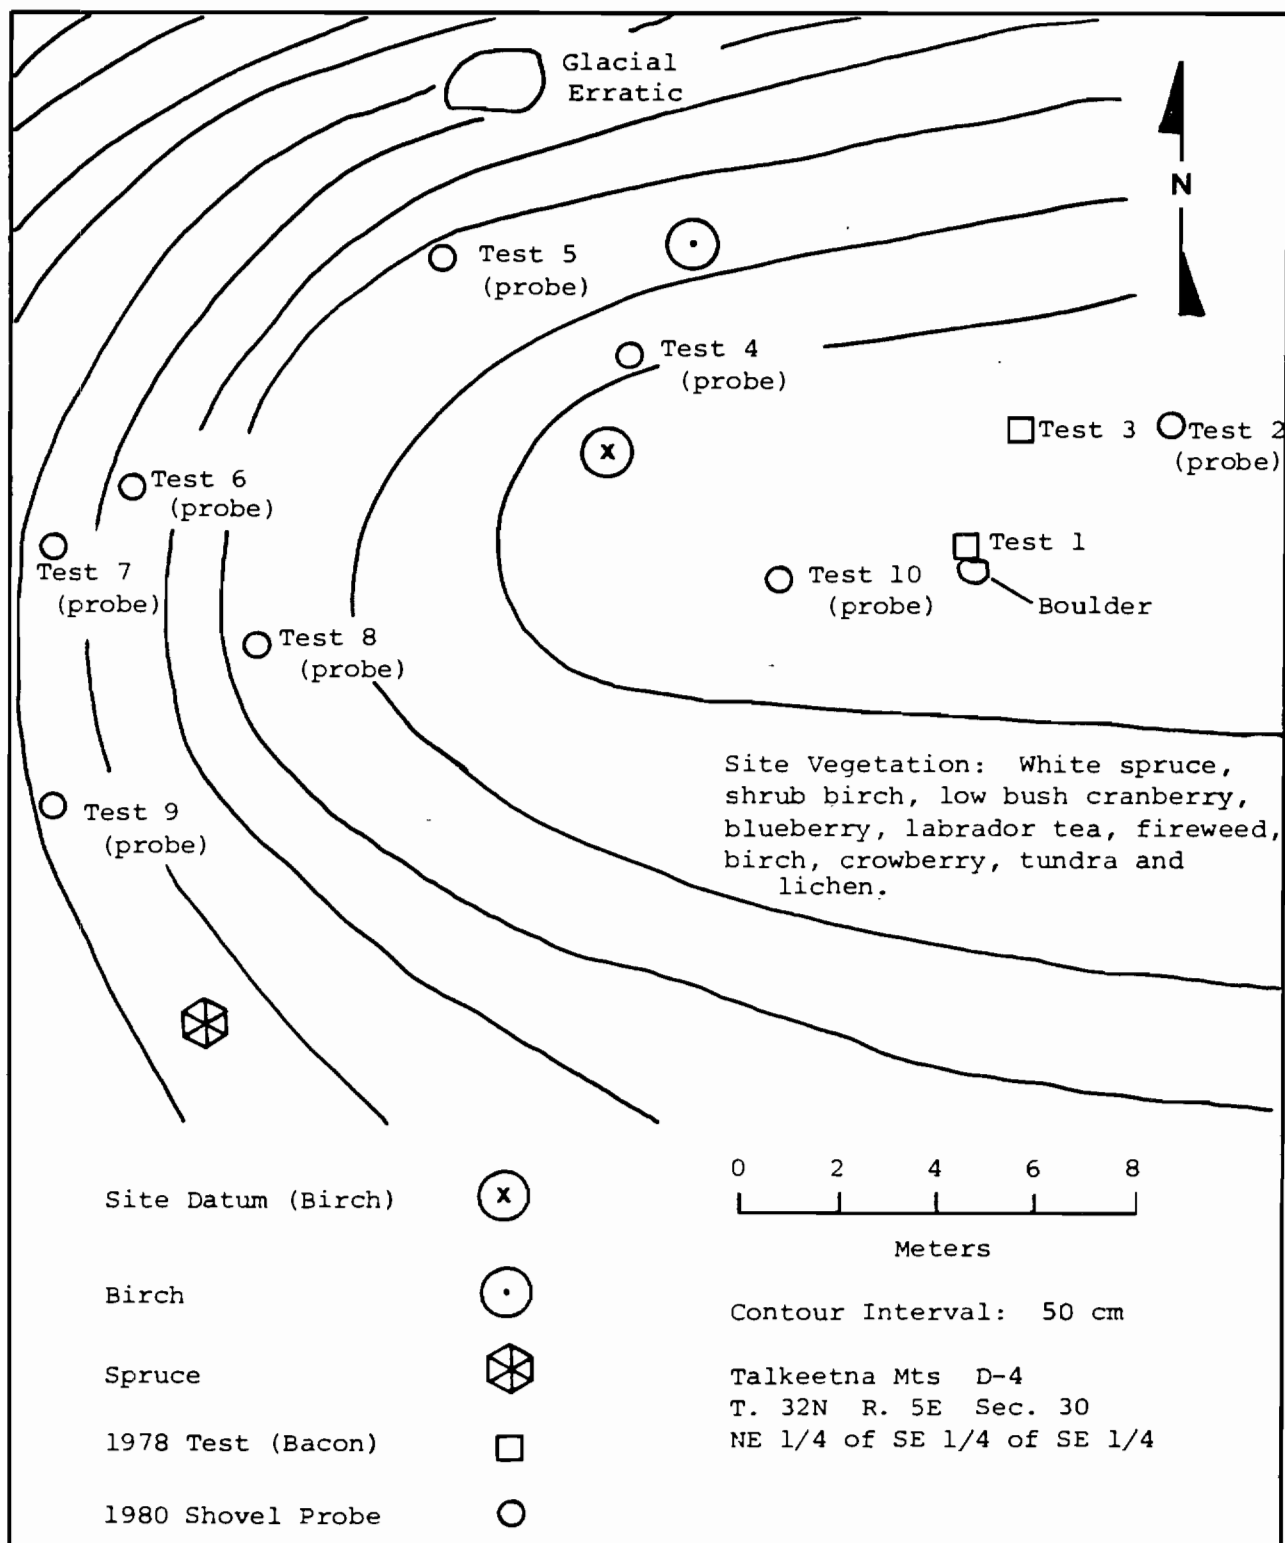 Glacial
Erratic
N
Test 5
(probe)
Test 4
(probe)
Test 3
Test 2
(probe)
Test 6
(probe)
Test 1
Test 7
(probe)
Test 10
(probe)
Boulder
Test 8
(probe)
Site Vegetation: White spruce,
shrub birch, low bush cranberry,
blueberry, labrador tea, fireweed,
birch, crowberry, tundra and
lichen.
Test 9
(probe)
0 2 4 6 8
Meters
Site Datum (Birch) x
Birch
Spruce
1978 Test (Bacon)
1980 Shovel Probe
Contour Interval: 50 cm
Talkeetna Mts D-4
T. 32N R. 5E Sec. 30
NE 1/4 of SE 1/4 of SE 1/4
x